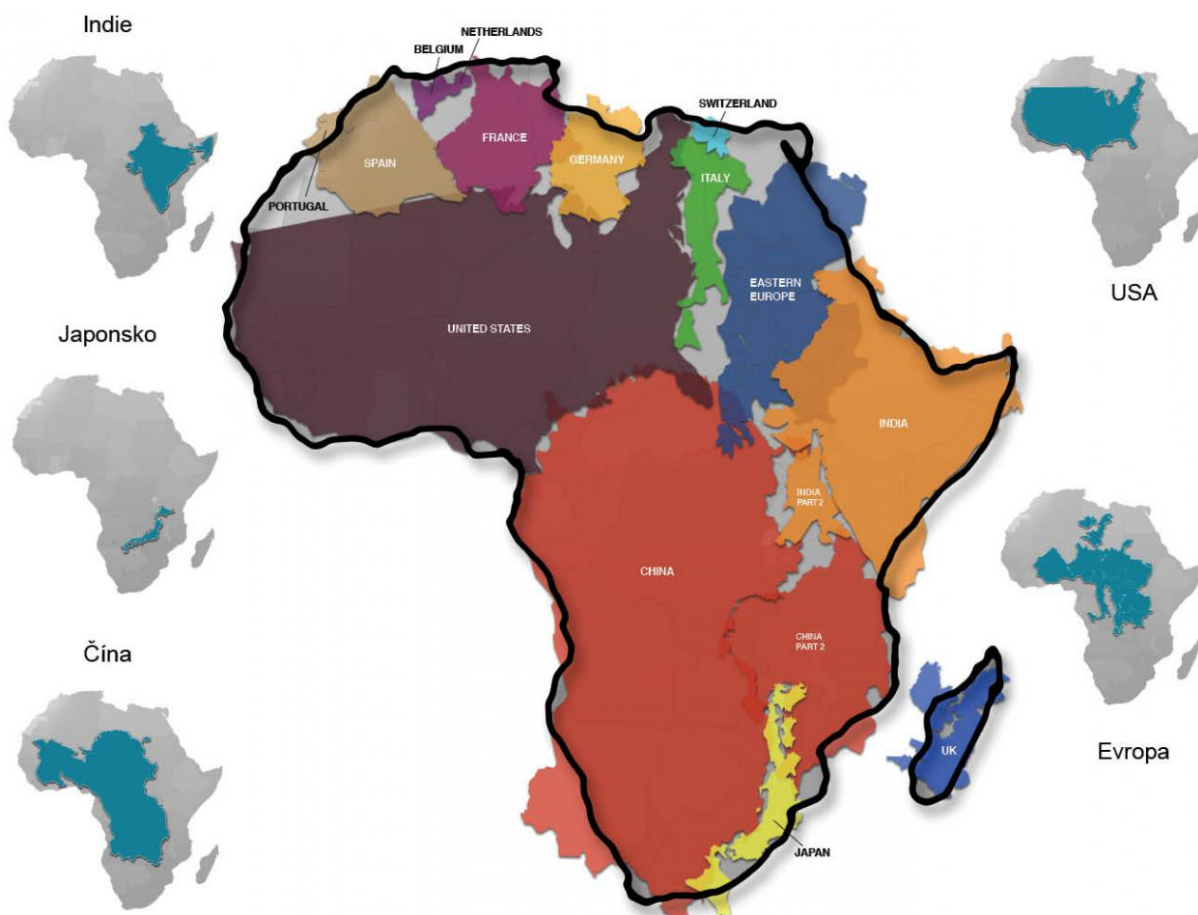 Indie
NETHERLANDS
BELGIUM
SWITZERLAND
FRANCE
SPAIN
GERMANY
ITALY
PORTUGAL
EASTERN
EUROPE
USA
UNITED STATES
Japonsko
INDIA
INDIA
PART 2
CHINA
CHINA
PART 2
Čína
UK
Evropa
JAPAN